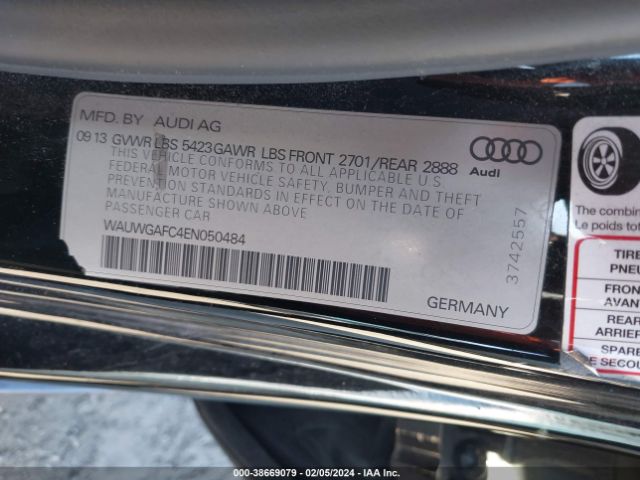 MFD. BY AUDI AG
09 13 GVWR LBS 5423 GAWR LBS FRONT 2701/REAR 2888
THIS VEHICLE CONFORMS TO ALL APPLICABLE U S
FEDERAL MOTOR VEHICLE SAFETY, BUMPER AND THEFT
PREVENTION STANDARDS IN EFFECT ON THE DATE OF
MANUFACTURE SHOWN ABOVE
PASSENGER CAR
WAUWGAFC4EN050484
GERMANY
3742557
Audi
The
Le poids tot
TIRE
PNEU
FRON
AVAN
REAR
ARRIER
SPARE
E SECOU
000-38669079 — 02/05/2024 — IAA Inc.